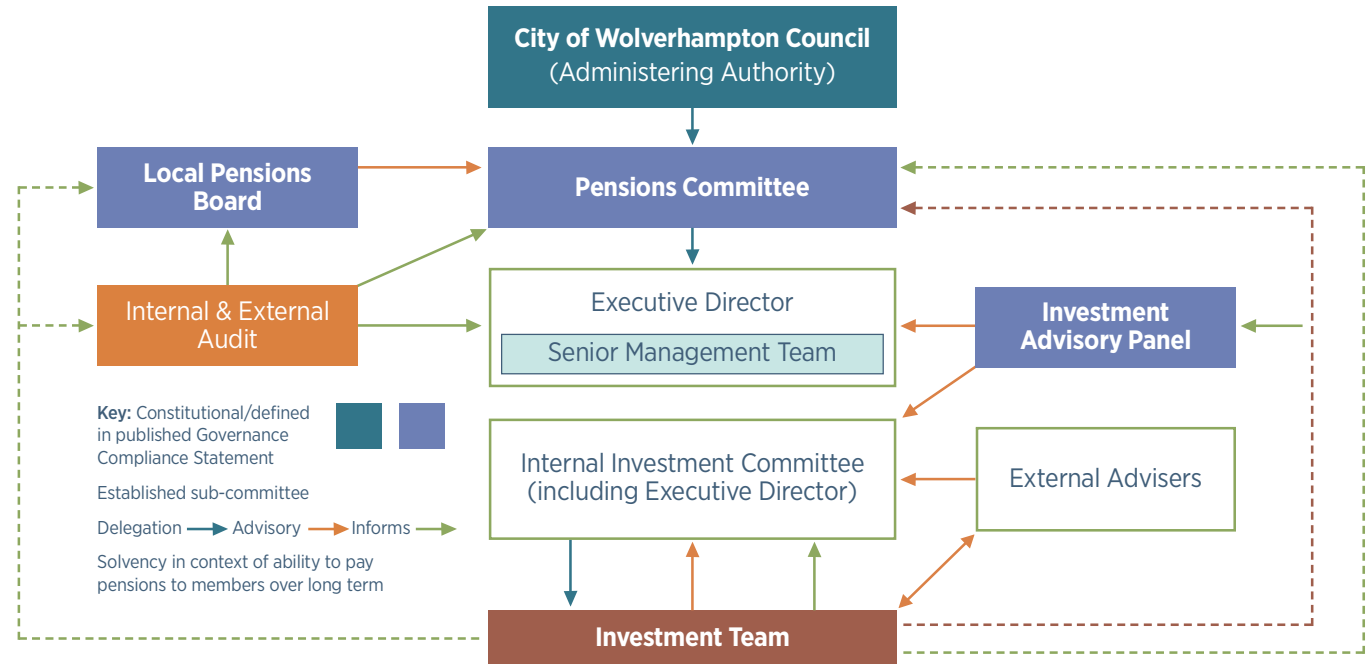 City of Wolverhampton Council
(Administering Authority)
Local Pensions
Board
Pensions Committee
Internal & External
Audit
Executive Director
Senior Management Team
Investment
Advisory Panel
Key: Constitutional/defined
in published Governance
Compliance Statement
Established sub-committee
Delegation Advisory Informs
Solvency in context of ability to pay
pensions to members over long term
Internal Investment Committee
(including Executive Director)
External Advisers
Investment Team